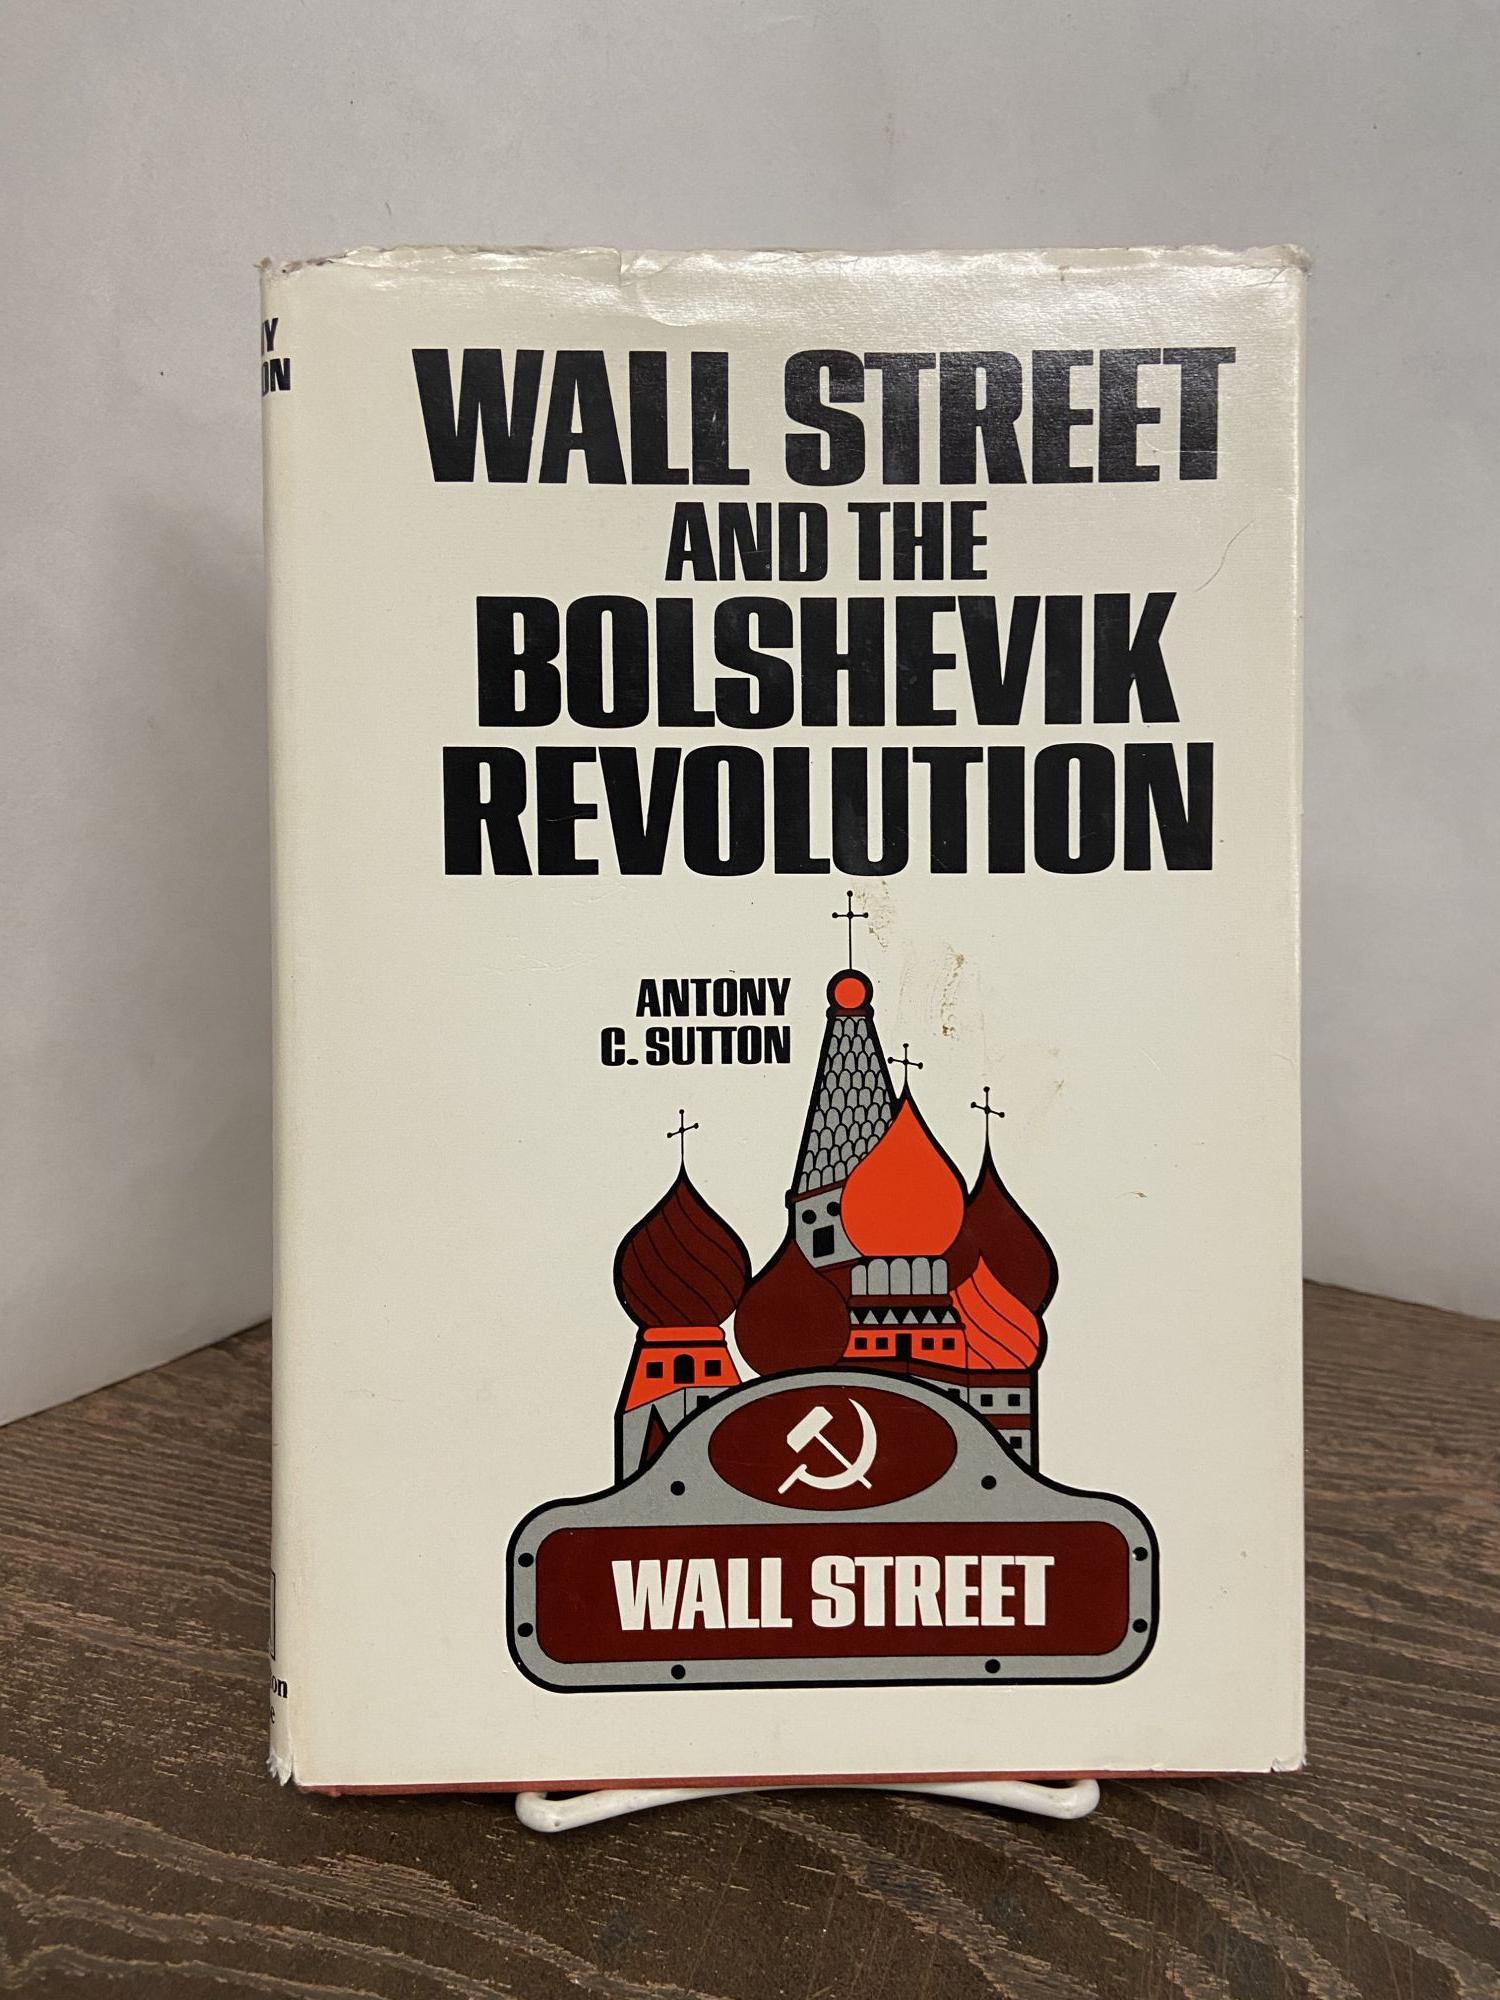 WALL STREET
AND THE
BOLSHEVIK
REVOLUTION
ANTONY
C. SUTTON
WALL STREET